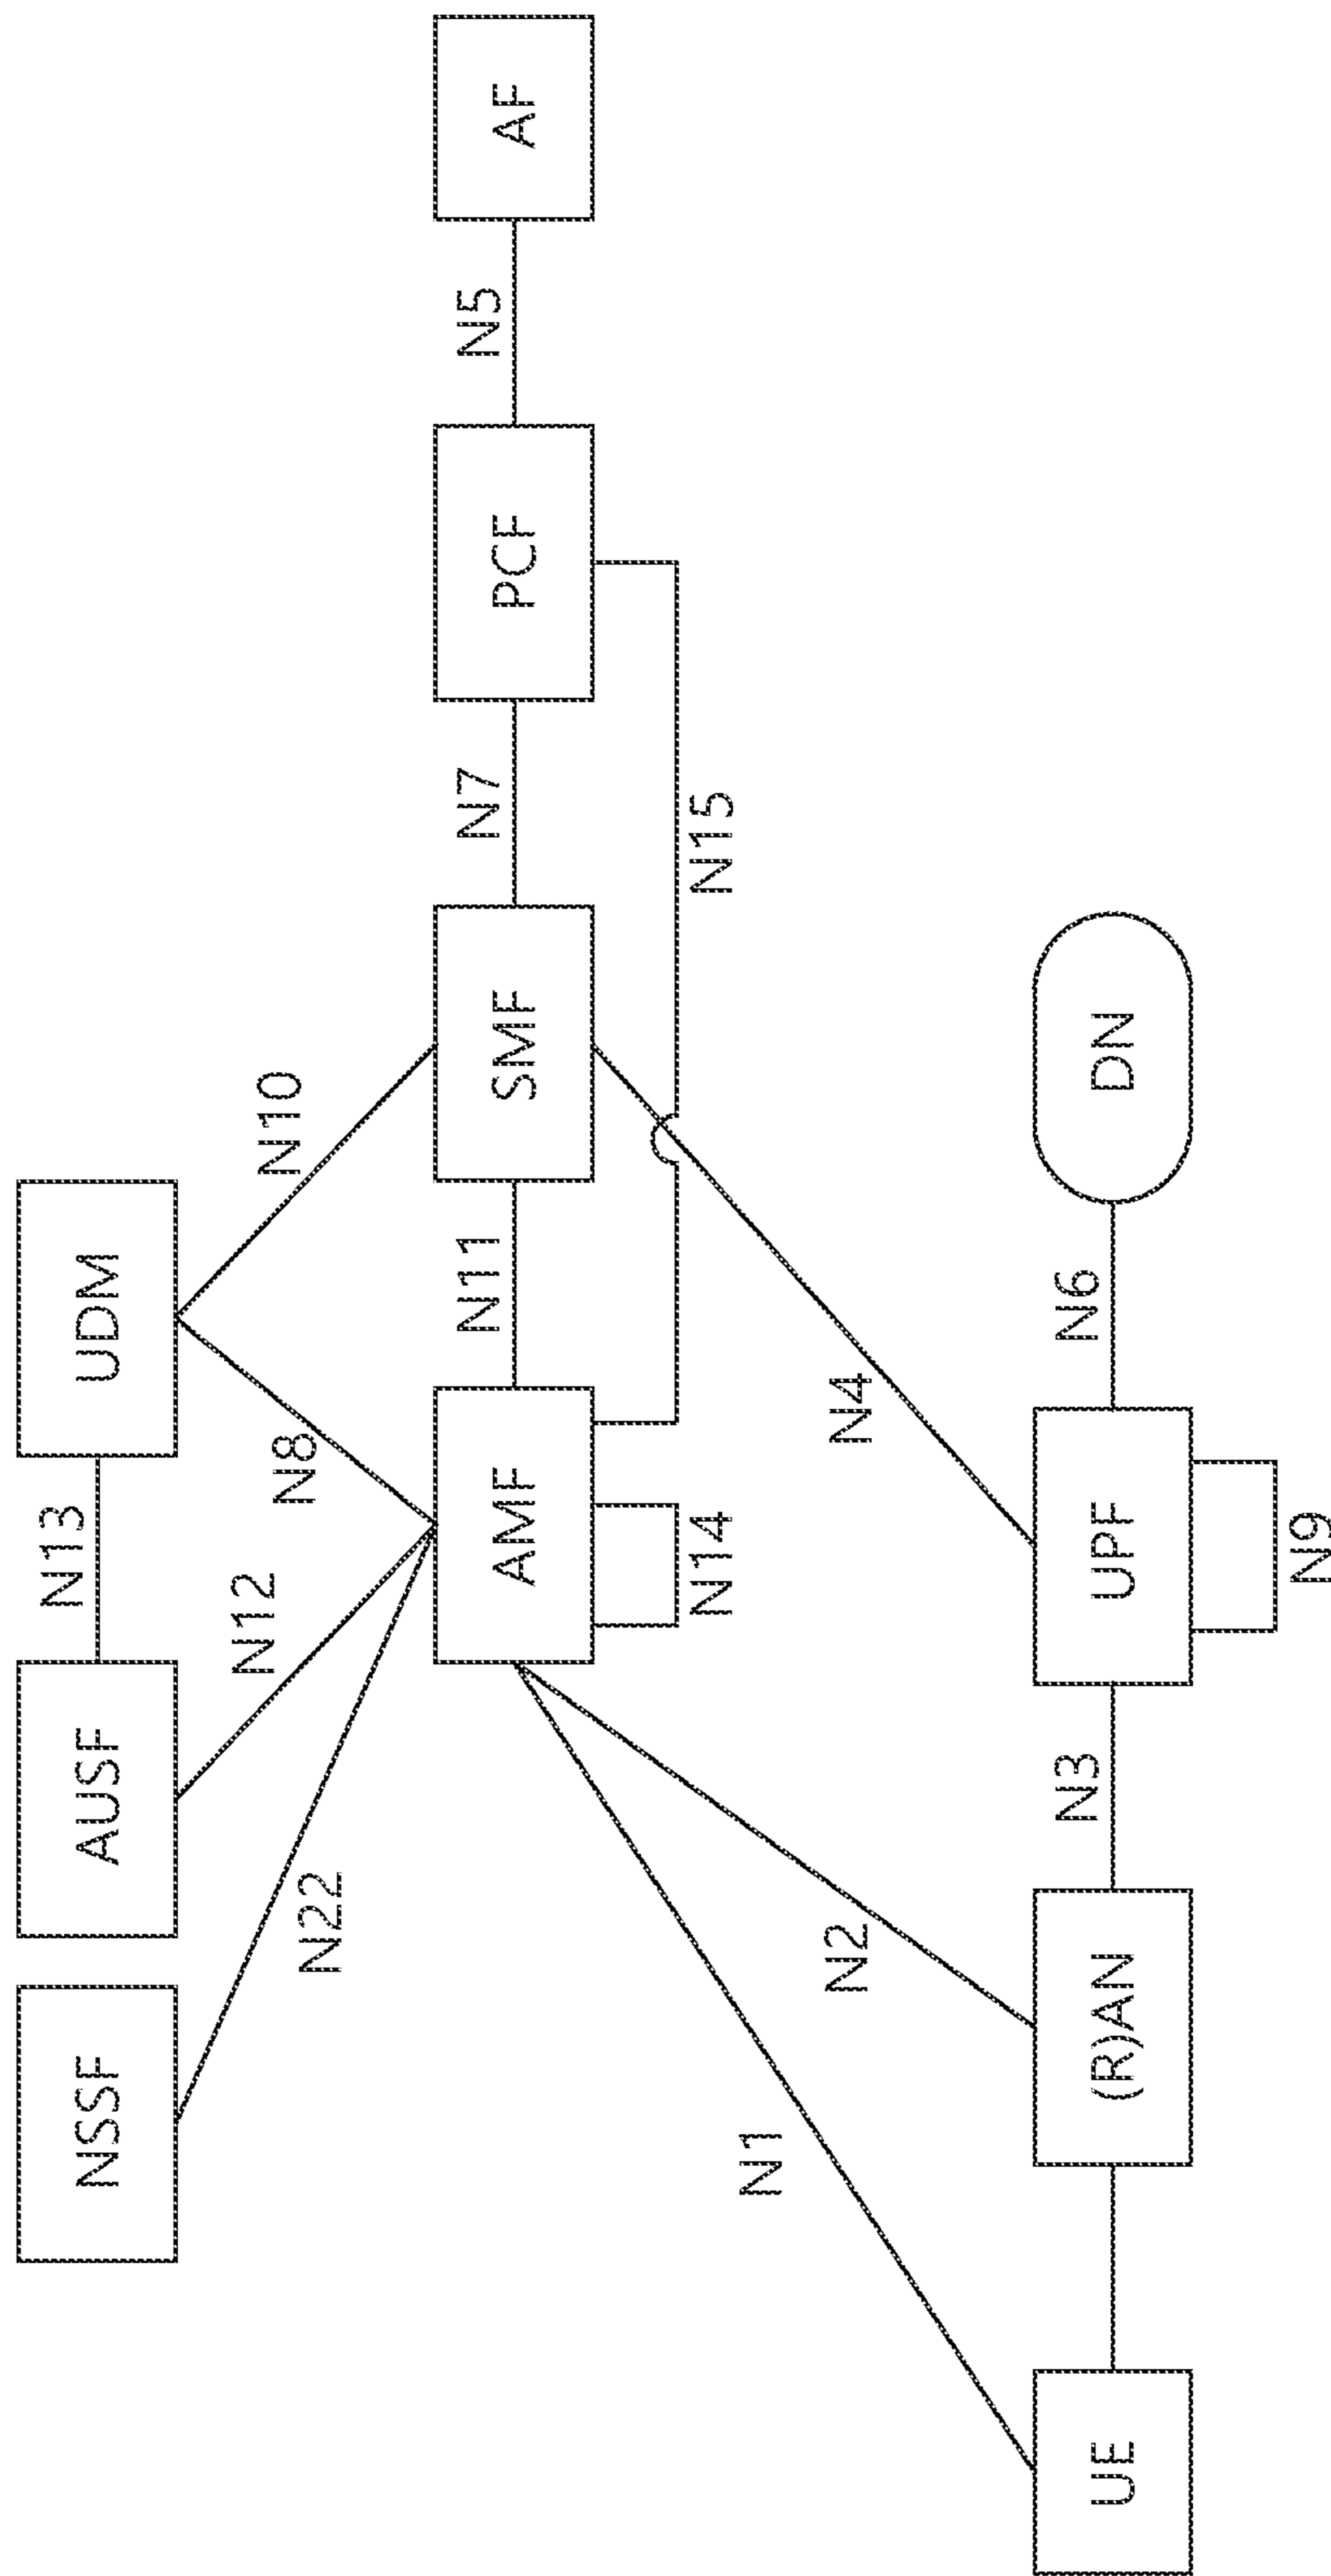 NSSF
AUSF
N13
UDM
N22
N12
N8
N10
AMF
N11
SMF
N7
PCF
N5
AF
N14
N15
N1
N2
N4
UE
(R)AN
N3
UPF
N6
DN
N9